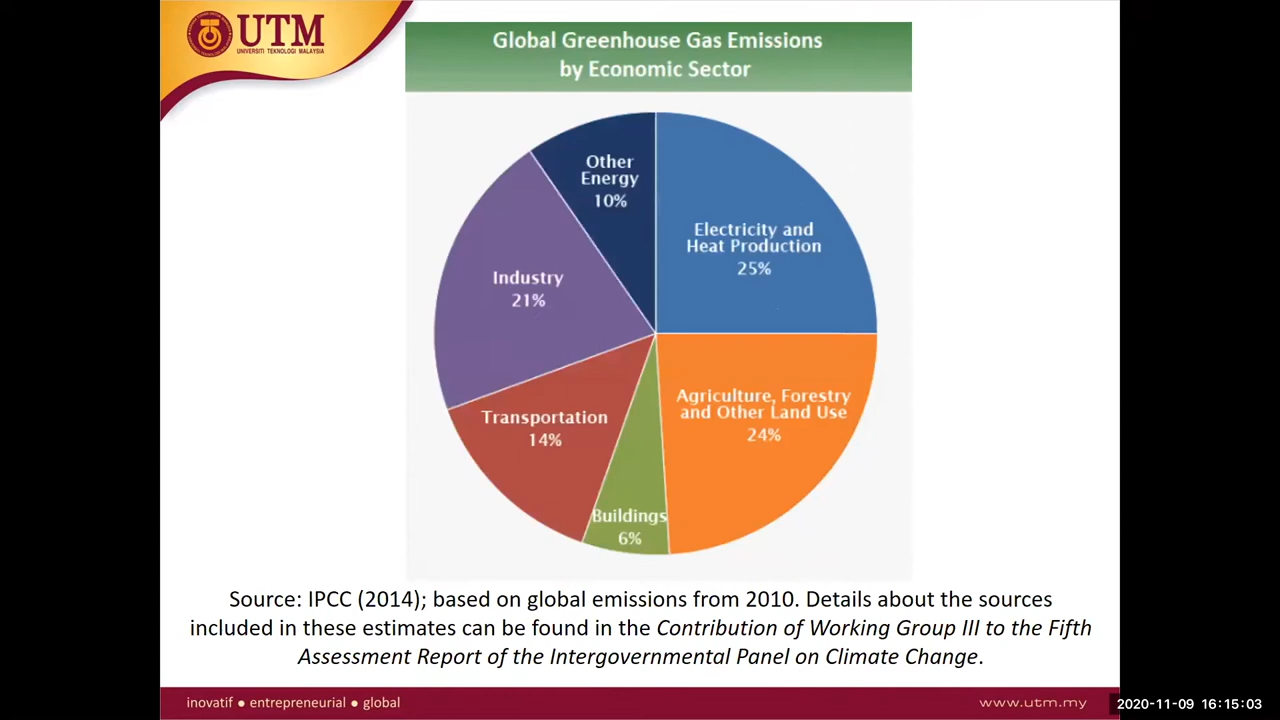 UTM
UNIVERSITI TEKNOLOGI MALAYSIA
Global Greenhouse Gas Emissions
by Economic Sector
Other
Energy
10%
Electricity and
Heat Production
25%
Industry
21%
Agriculture, Forestry
and Other Land Use
24%
Transportation
14%
Buildings
6%
Source: IPCC (2014); based on global emissions from 2010. Details about the sources
included in these estimates can be found in the Contribution of Working Group III to the Fifth
Assessment Report of the Intergovernmental Panel on Climate Change.
inovatif ● entrepreneurial ● global
www.utm.my
2020-11-09 16:15:03